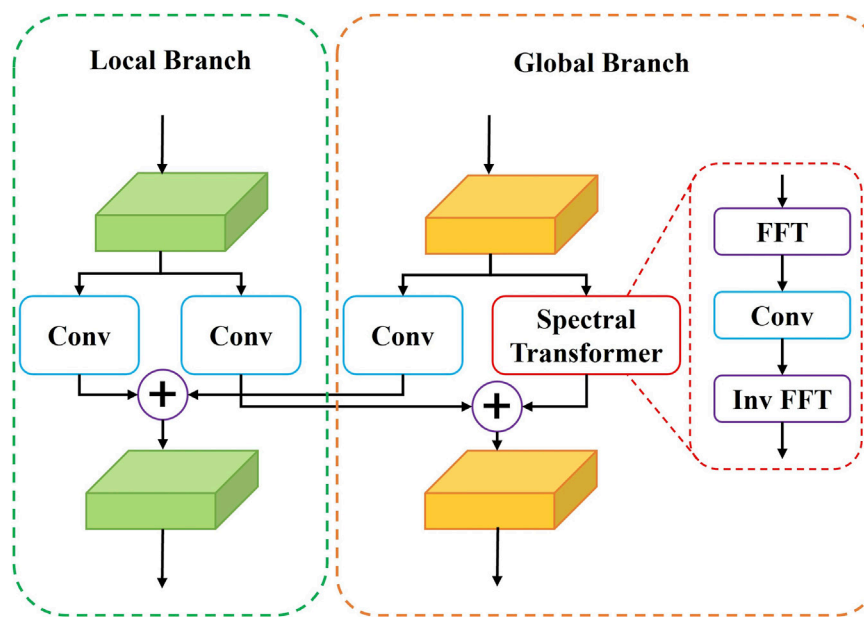 Local Branch
Global Branch
FFT
Conv
Conv
Conv
Spectral
Transformer
Conv
Inv FFT
+
+